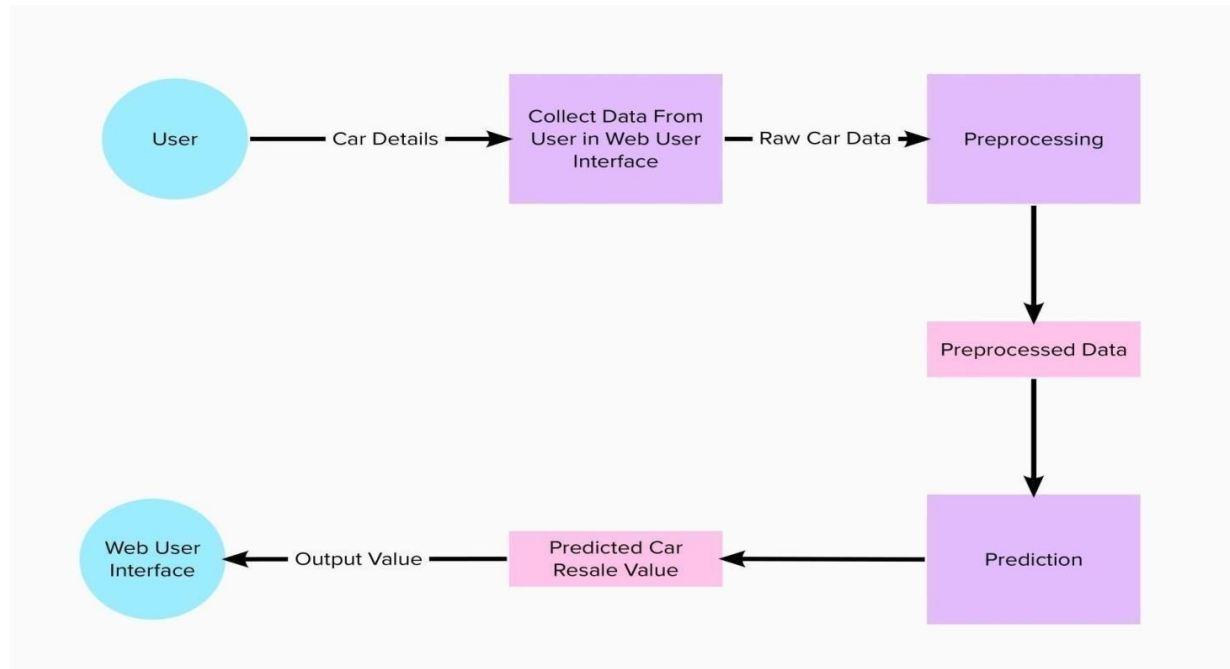 User
Car Details
Collect Data From
User in Web User
Interface
Raw Car Data
Preprocessing
Preprocessed Data
Prediction
Predicted Car
Resale Value
Output Value
Web User
Interface